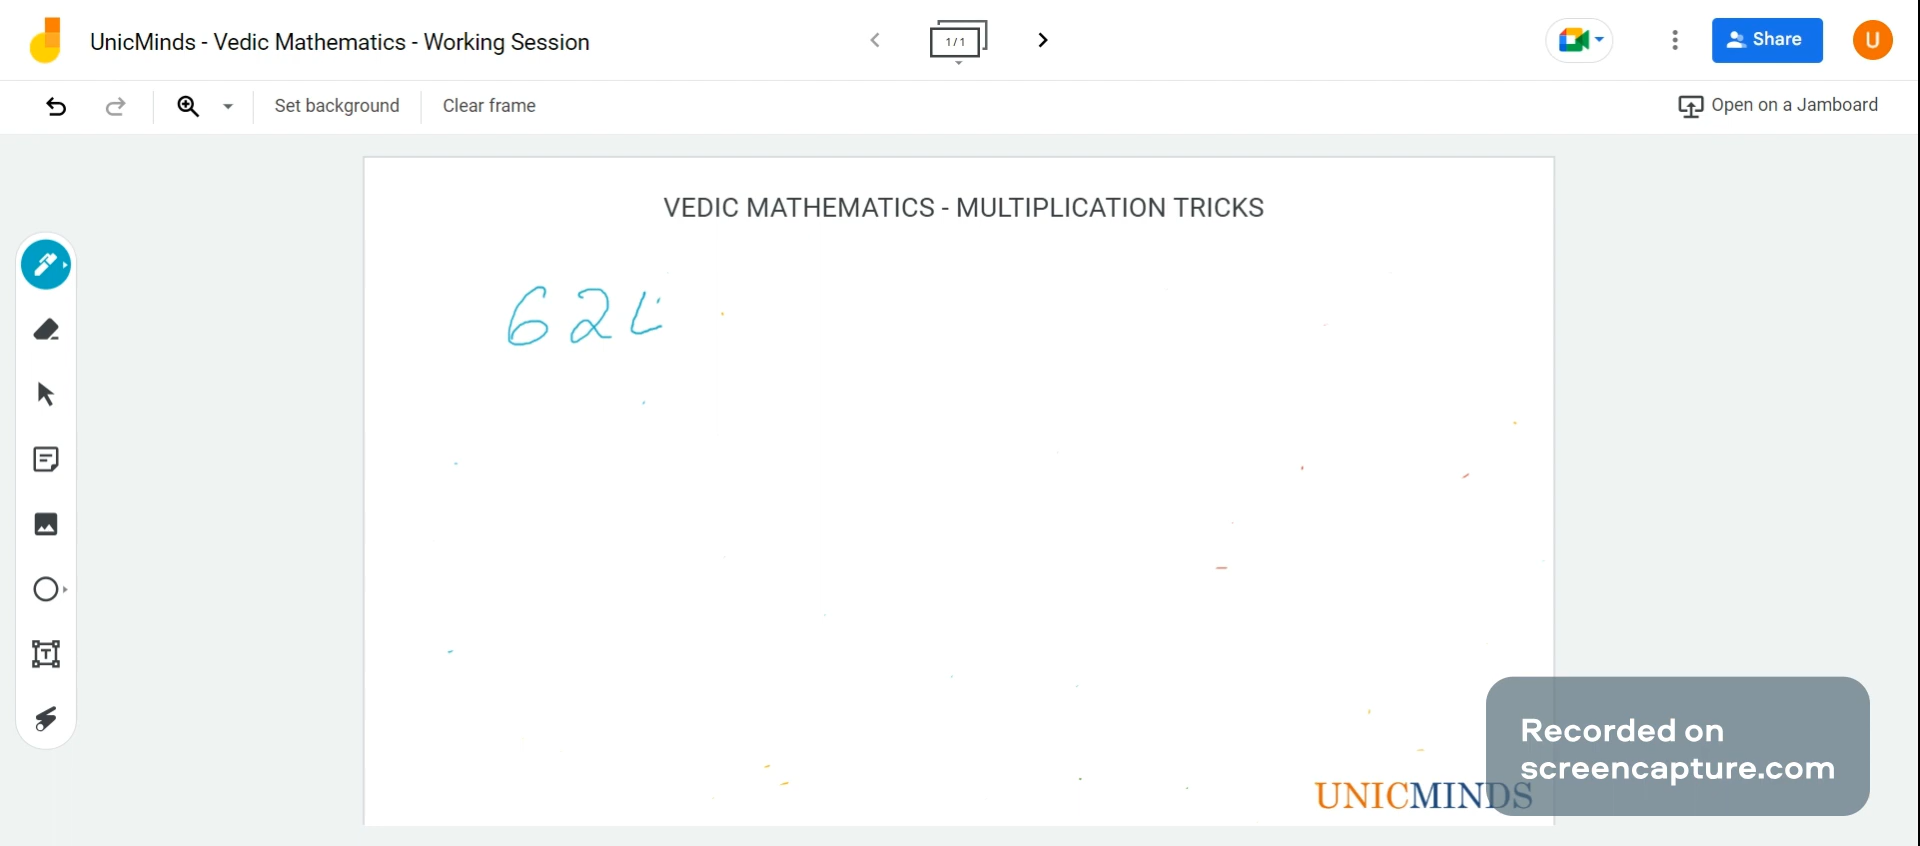 UnicMinds - Vedic Mathematics - Working Session
1/1
Share
U
Set background
Clear frame
Open on a Jamboard
VEDIC MATHEMATICS - MULTIPLICATION TRICKS
62
T
Recorded on
screencapture.com
UNICMINDS